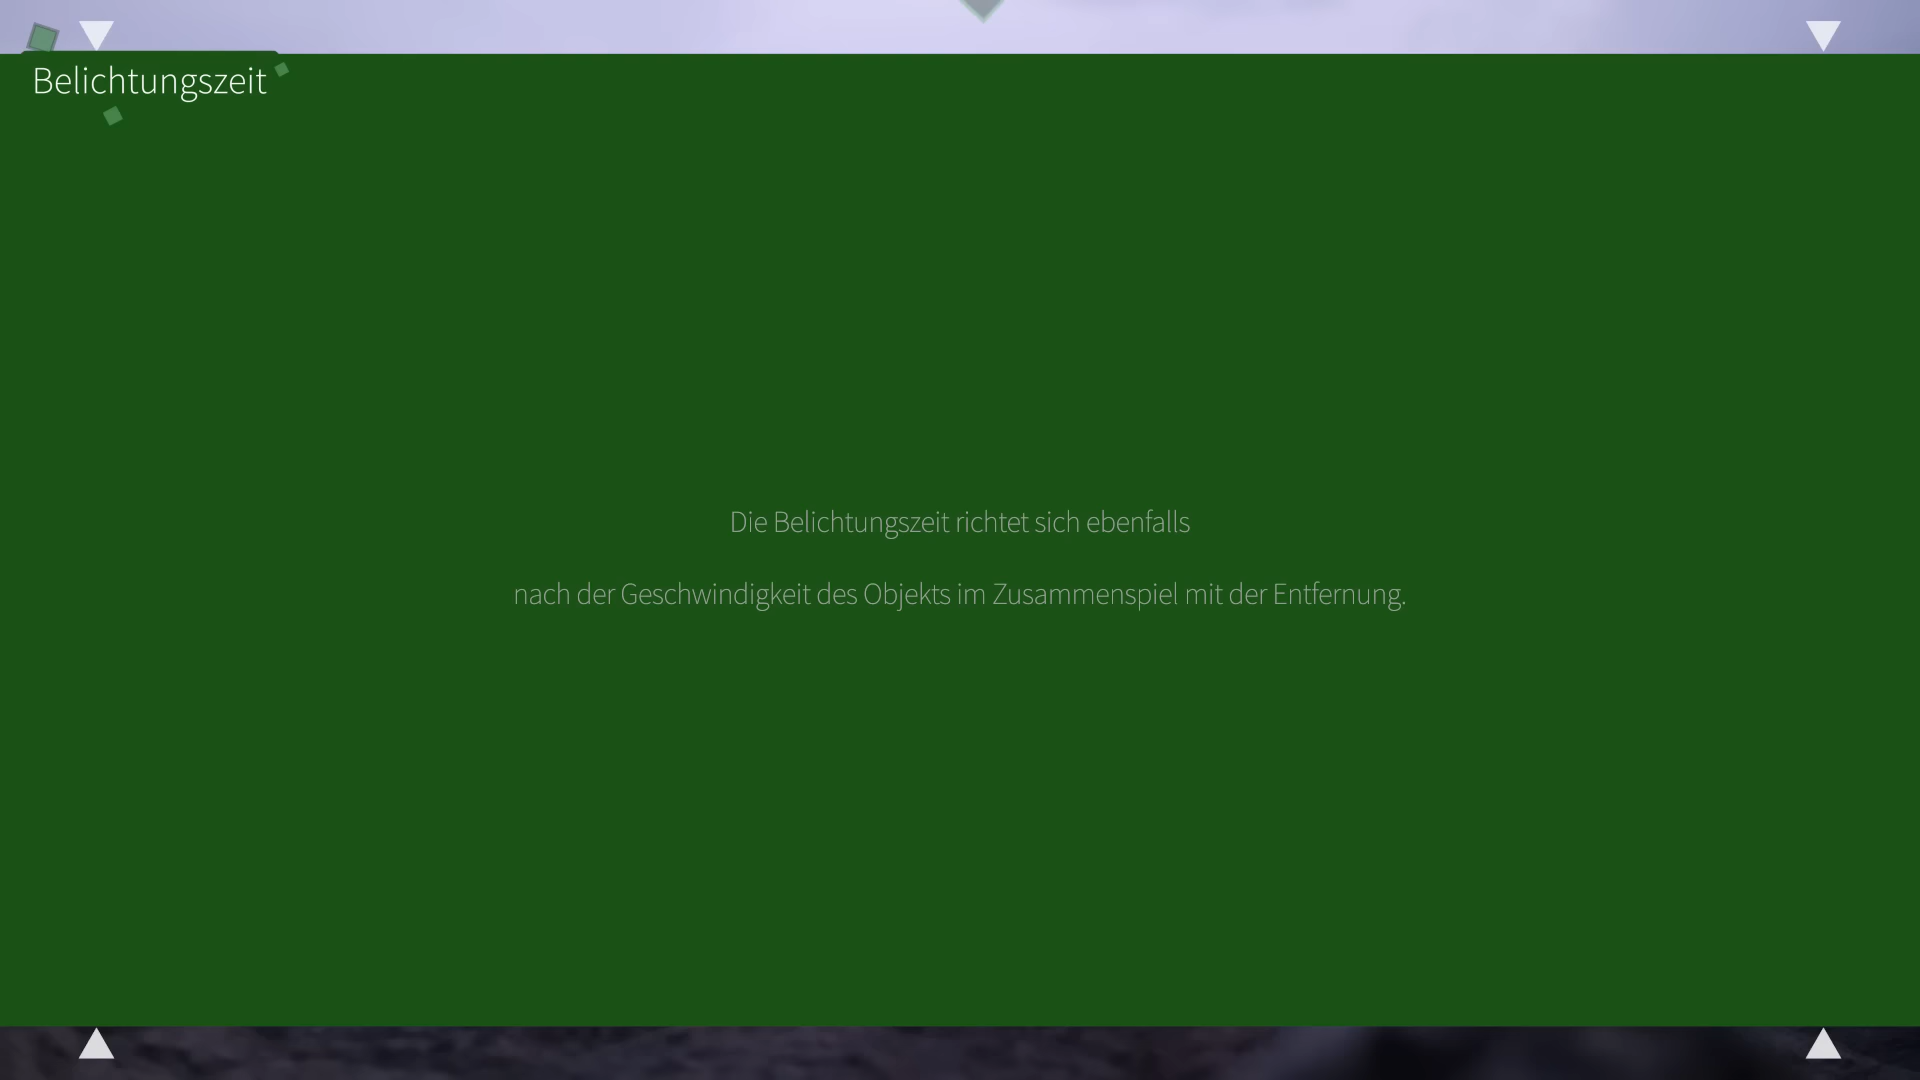 Belichtungszeit
Die Belichtungszeit richtet sich ebenfalls
nach der Geschwindigkeit des Objekts im Zusammenspiel mit der Entfernung.